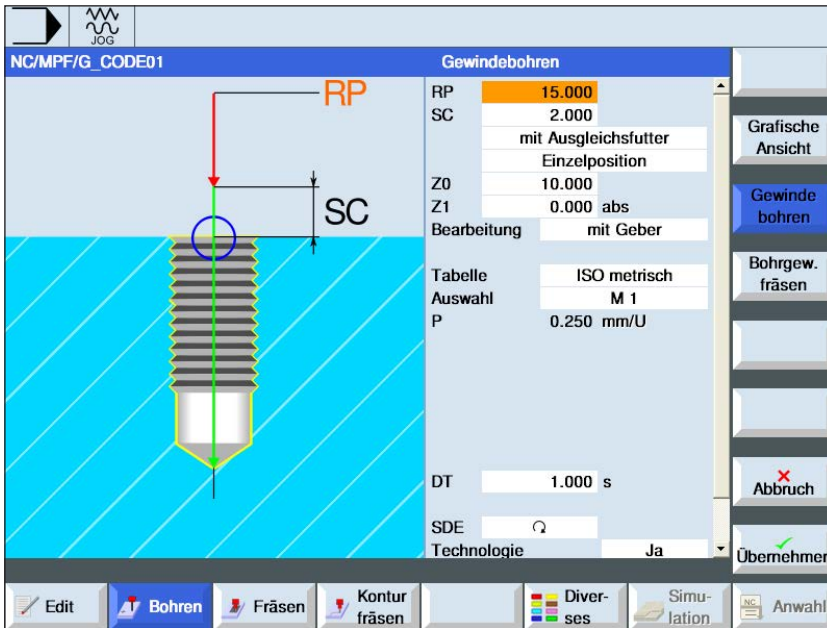 JOG
NC/MPF/G_CODE01
Gewindebohren
RP
SC
RP 15.000
SC 2.000
mit Ausgleichsfutter
Einzelposition
Z0 10.000
Z1 0.000 abs
Bearbeitung mit Geber
Tabelle ISO metrisch
Auswahl M 1
P 0.250 mm/U
DT 1.000 s
SDE
Technologie Ja
Grafische
Ansicht
Gewinde
bohren
Bohrgew.
fräsen
Abbruch
Übernehmer
Edit
Bohren
Fräsen
Kontur
fräsen
Diver-
ses
Simu-
lation
NC
Anwahl